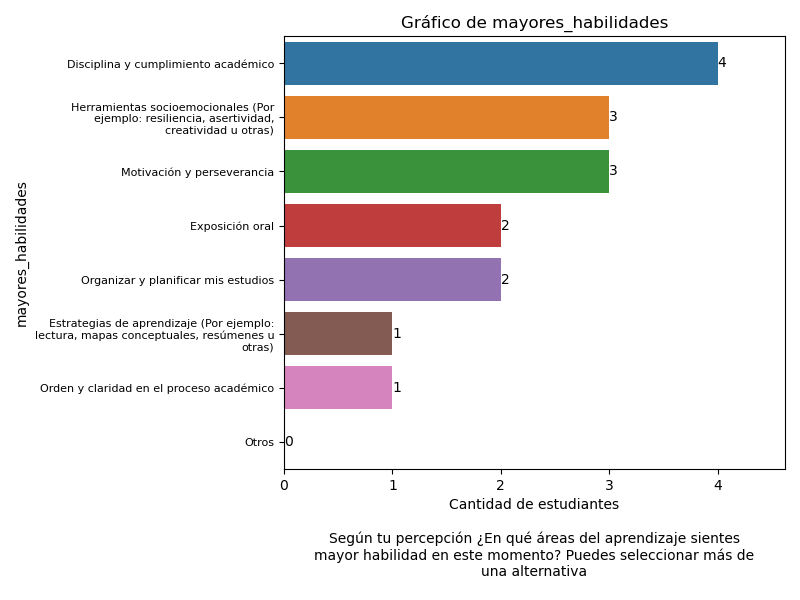 Gráfico de mayores_habilidades
mayores_habilidades
Disciplina y cumplimiento académico
4
Herramientas socioemocionales (Por
ejemplo: resiliencia, asertividad,
creatividad u otras)
3
Motivación y perseverancia
3
Exposición oral
2
Organizar y planificar mis estudios
2
Estrategias de aprendizaje (Por ejemplo:
lectura, mapas conceptuales, resúmenes u
otras)
1
Orden y claridad en el proceso académico
1
Otros
0
0 1 2 3 4
Cantidad de estudiantes
Según tu percepción ¿En qué áreas del aprendizaje sientes
mayor habilidad en este momento? Puedes seleccionar más de
una alternativa